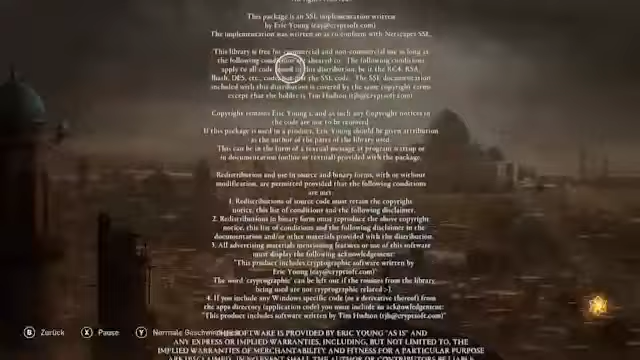 This package is an SSL implementation written
by Eric Young (eay@cryptsoft.com)
The implementation was written so as to conform with Netscapes SSL.
This library is free for commercial and non-commercial use as long as
the following conditions are aheared to. The following conditions
apply to all code found in this distribution, be it the RC4, RSA,
lhash, DES, etc., code; not just the SSL code. The SSL documentation
included with this distribution is covered by the same copyright terms
except that the holder is Tim Hudson (tjh@cryptsoft.com)
Copyright remains Eric Young's, and as such any Copyright notices in
the code are not to be removed.
If this package is used in a product, Eric Young should be given attribution
as the author of the parts of the library used.
This can be in the form of a textual message at program startup or
in documentation (online or textual) provided with the package.
Redistribution and use in source and binary forms, with or without
modification, are permitted provided that the following conditions
are met:
1. Redistributions of source code must retain the copyright
notice, this list of conditions and the following disclaimer.
2. Redistributions in binary form must reproduce the above copyright
notice, this list of conditions and the following disclaimer in the
documentation and/or other materials provided with the distribution.
3. All advertising materials mentioning features or use of this software
must display the following acknowledgement:
"This product includes cryptographic software written by
Eric Young (eay@cryptsoft.com)"
The word 'cryptographic' can be left out if the rouines from the library
being used are not cryptographic related :-)
4. If you include any Windows specific code (or a derivative thereof) from
the apps directory (application code) you must include an acknowledgement:
"This product includes software written by Tim Hudson (tjh@cryptsoft.com)"
B Zurück X Pause Y Normale
THIS SOFTWARE IS PROVIDED BY ERIC YOUNG "AS IS" AND
ANY EXPRESS OR IMPLIED WARRANTIES, INCLUDING, BUT NOT LIMITED TO, THE
IMPLIED WARRANTIES OF MERCHANTABILITY AND FITNESS FOR A PARTICULAR PURPOSE